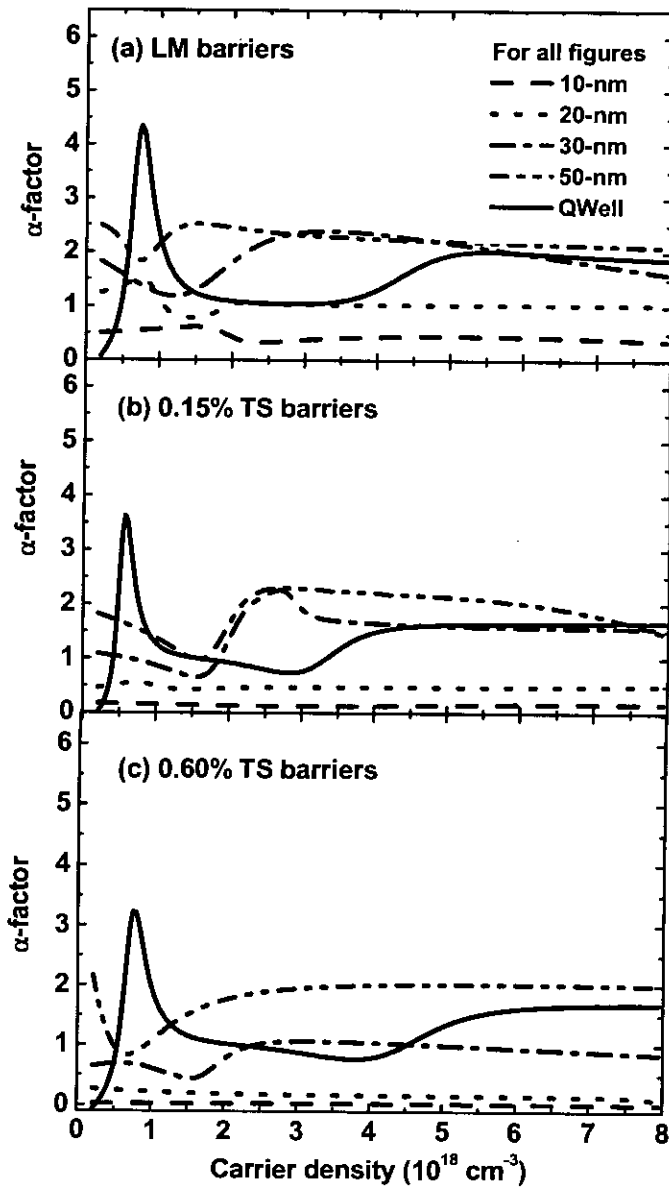 6
(a) LM barriers
For all figures
5
10-nm
20-nm
4
30-nm
50-nm
3
QWell
α-factor
2
1
0
6
(b) 0.15% TS barriers
5
4
3
α-factor
2
1
0
6
(c) 0.60% TS barriers
5
4
3
α-factor
2
1
0
0 1 2 3 4 5 6 7 8
Carrier density (10¹⁸ cm⁻³)